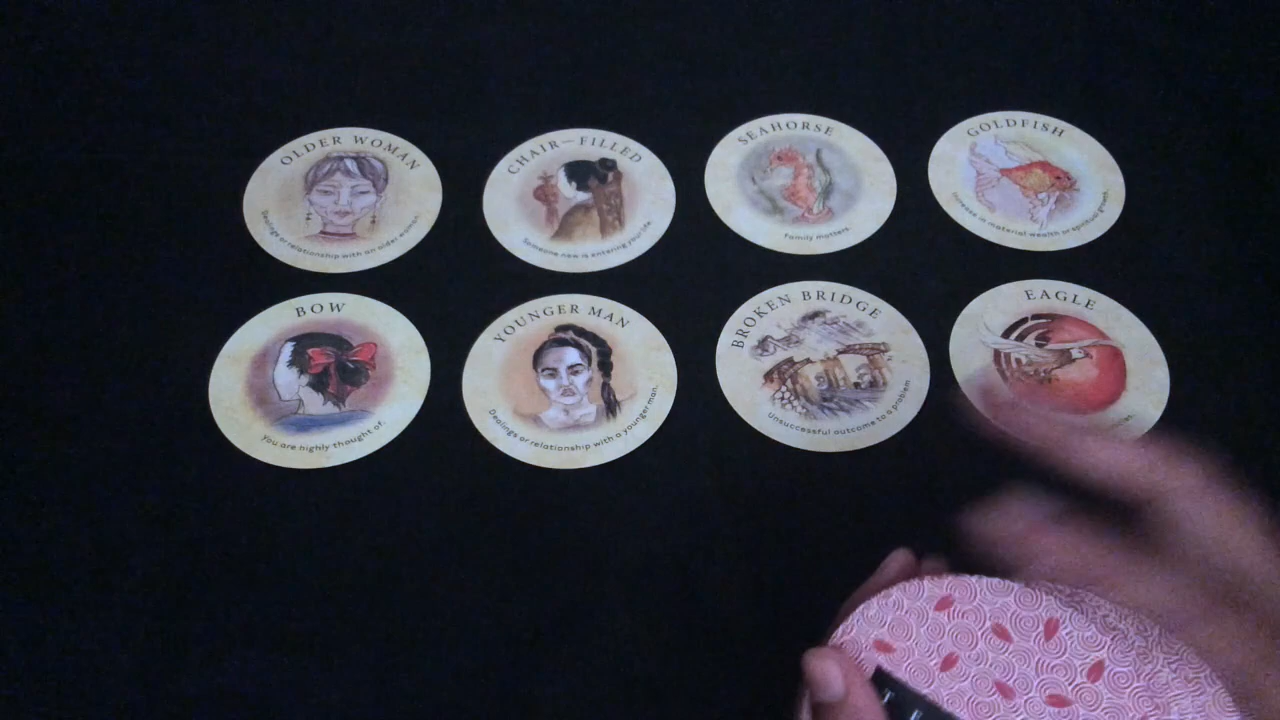 OLDER WOMAN
Dealings or relationship with an older woman.
CHAIR—FILLED
Someone new is entering your life.
SEAHORSE
Family matters.
GOLDFISH
Increase in material wealth or spiritual growth.
BOW
You are highly thought of.
YOUNGER MAN
Dealings or relationship with a younger man.
BROKEN BRIDGE
Unsuccessful outcome to a problem
EAGLE